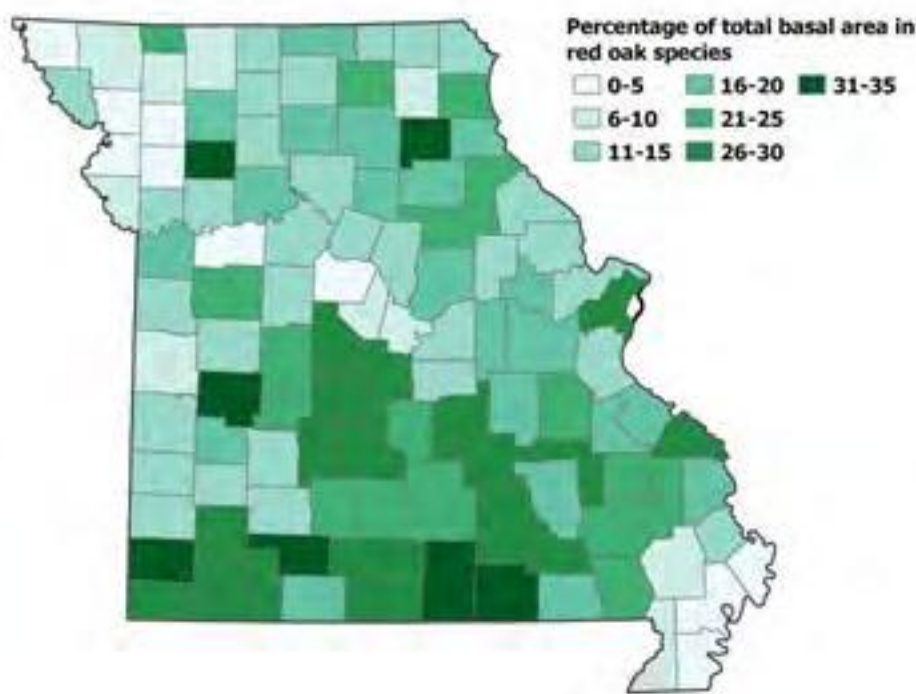 Percentage of total basal area in
red oak species
0-5 16-20 31-35
6-10 21-25
11-15 26-30